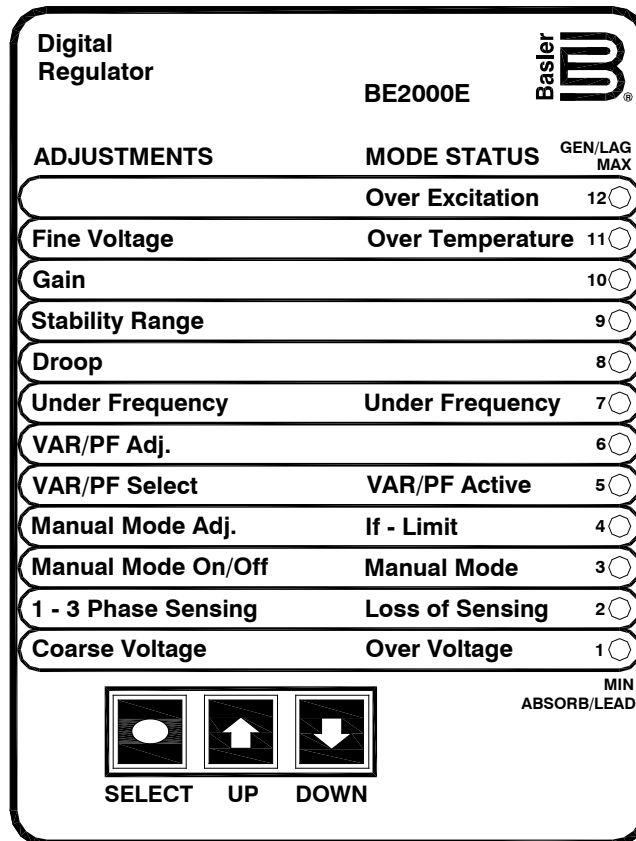 Digital
Regulator
BE2000E
Basler
B
®
ADJUSTMENTS MODE STATUS GEN/LAG
MAX
Over Excitation 12
Fine Voltage Over Temperature 11
Gain 10
Stability Range 9
Droop 8
Under Frequency Under Frequency 7
VAR/PF Adj. 6
VAR/PF Select VAR/PF Active 5
Manual Mode Adj. If - Limit 4
Manual Mode On/Off Manual Mode 3
1 - 3 Phase Sensing Loss of Sensing 2
Coarse Voltage Over Voltage 1
MIN
ABSORB/LEAD
SELECT UP DOWN